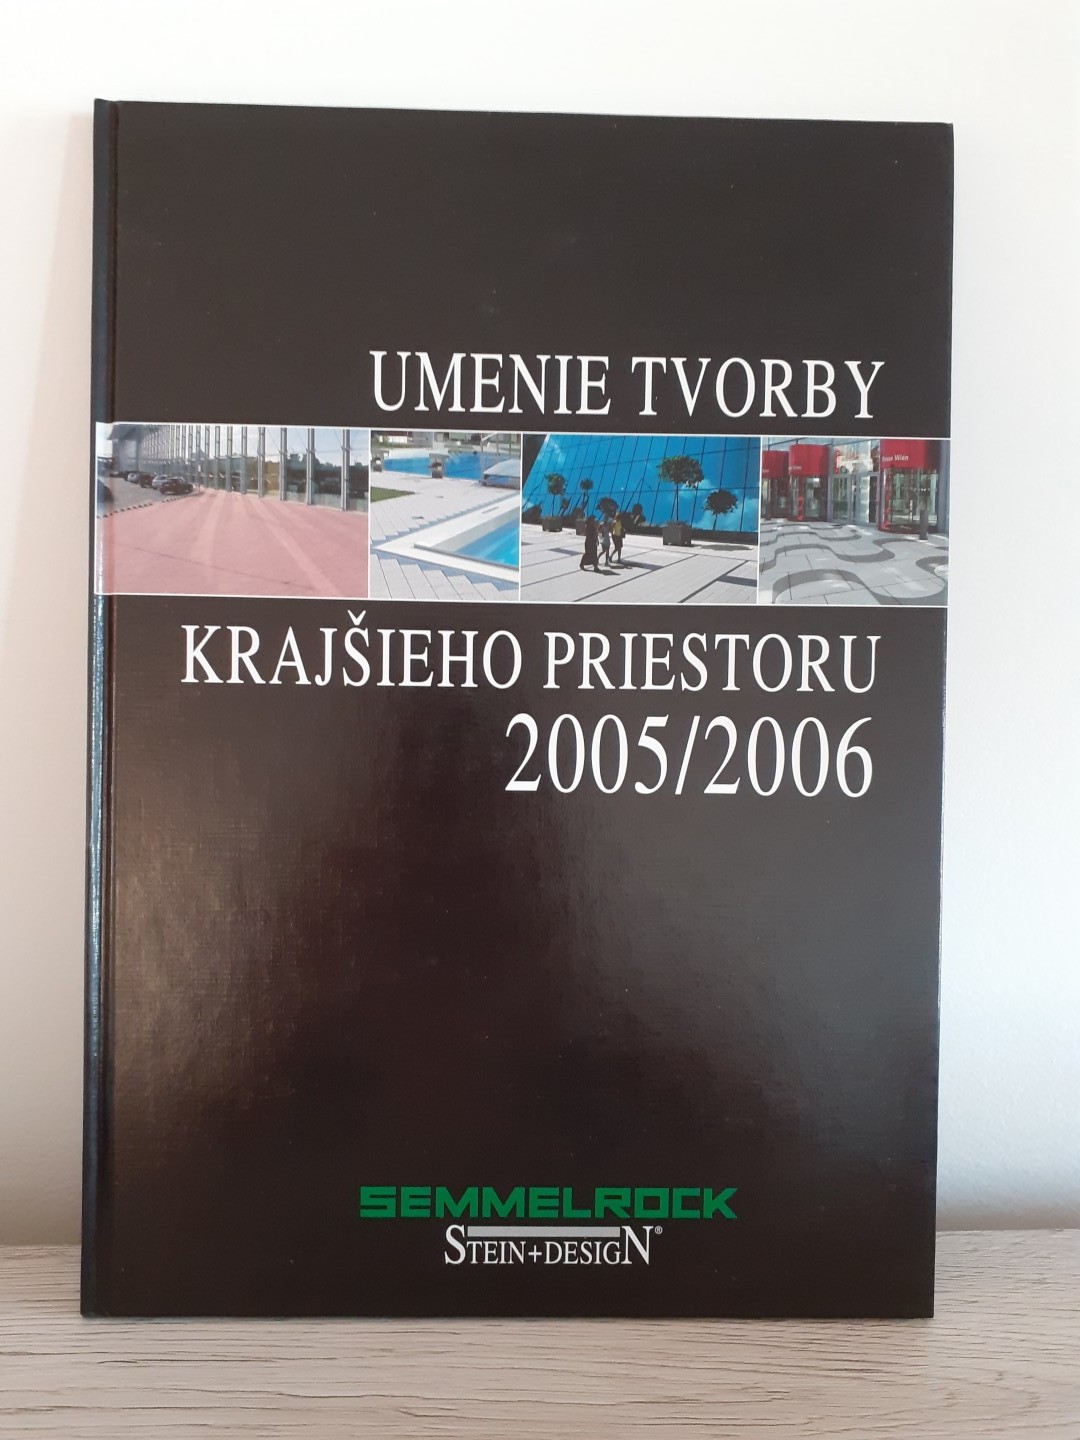 UMENIE TVORBY
KRAJŠIEHO PRIESTORU
2005/2006
SEMMELROCK
STEIN+DESIGN®